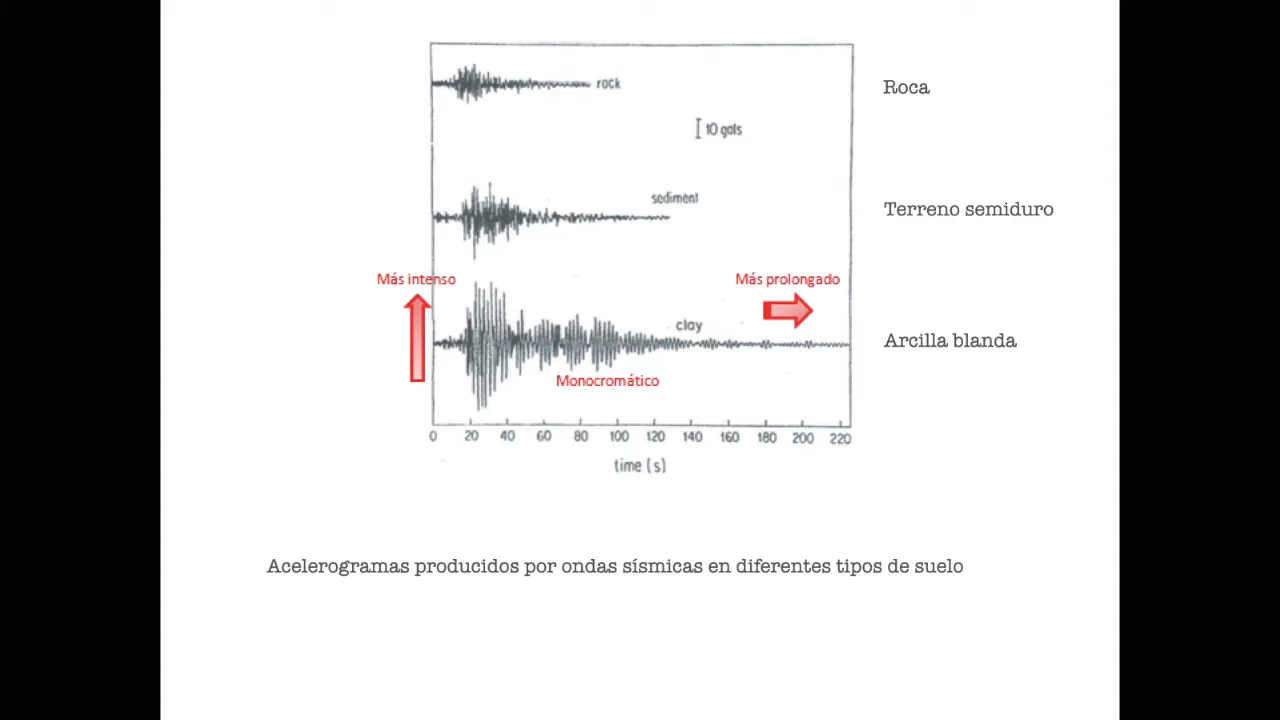 rock
Roca
10 gals
sediment
Terreno semiduro
Más intenso
Más prolongado
clay
Arcilla blanda
Monocromático
0 20 40 60 80 100 120 140 160 180 200 220
time (s)
Acelerogramas producidos por ondas sísmicas en diferentes tipos de suelo